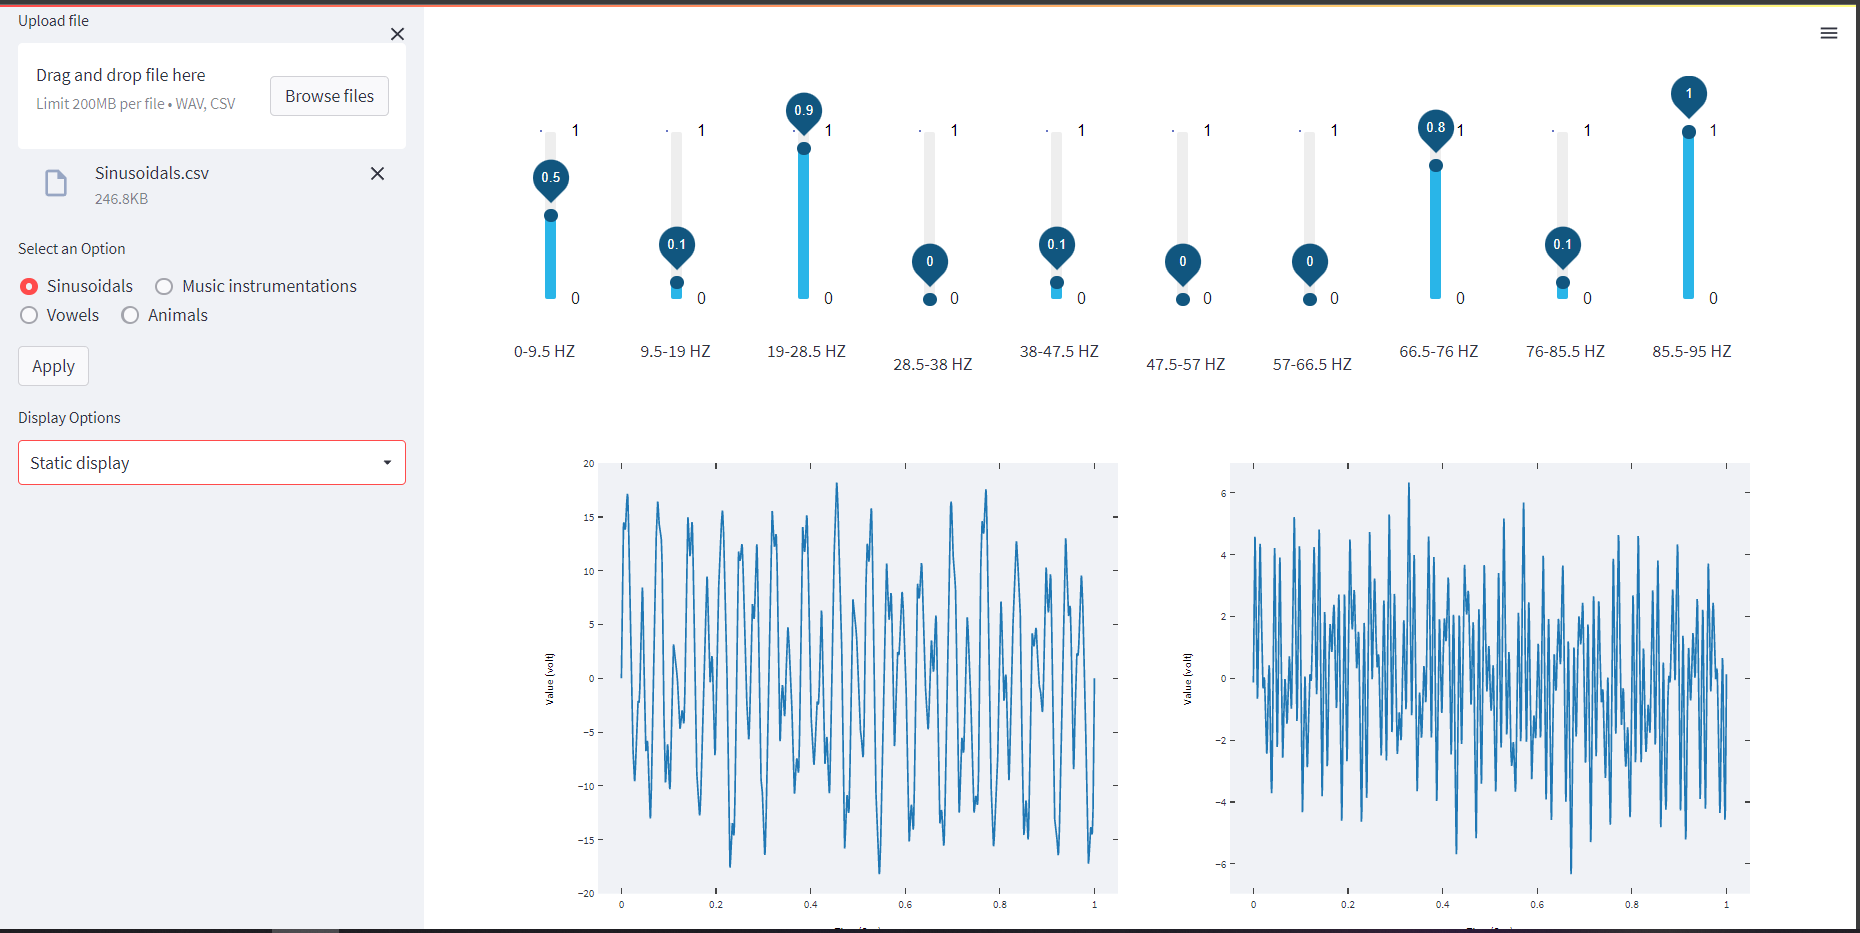 Upload file
Drag and drop file here
Limit 200MB per file • WAV, CSV
Browse files
Sinusoidals.csv
246.8KB
Select an Option
Sinusoidals
Music instrumentations
Vowels
Animals
Apply
Display Options
Static display
0.5 1 0
0.1 1 0
0.9 1 0
0 1 0
0.1 1 0
0 1 0
0 1 0
0.8 1 0
0.1 1 0
1 1 0
0-9.5 HZ
9.5-19 HZ
19-28.5 HZ
28.5-38 HZ
38-47.5 HZ
47.5-57 HZ
57-66.5 HZ
66.5-76 HZ
76-85.5 HZ
85.5-95 HZ
Value (volt)
20
15
10
5
0
−5
−10
−15
−20
0 0.2 0.4 0.6 0.8 1
Value (volt)
6
4
2
0
−2
−4
−6
0 0.2 0.4 0.6 0.8 1